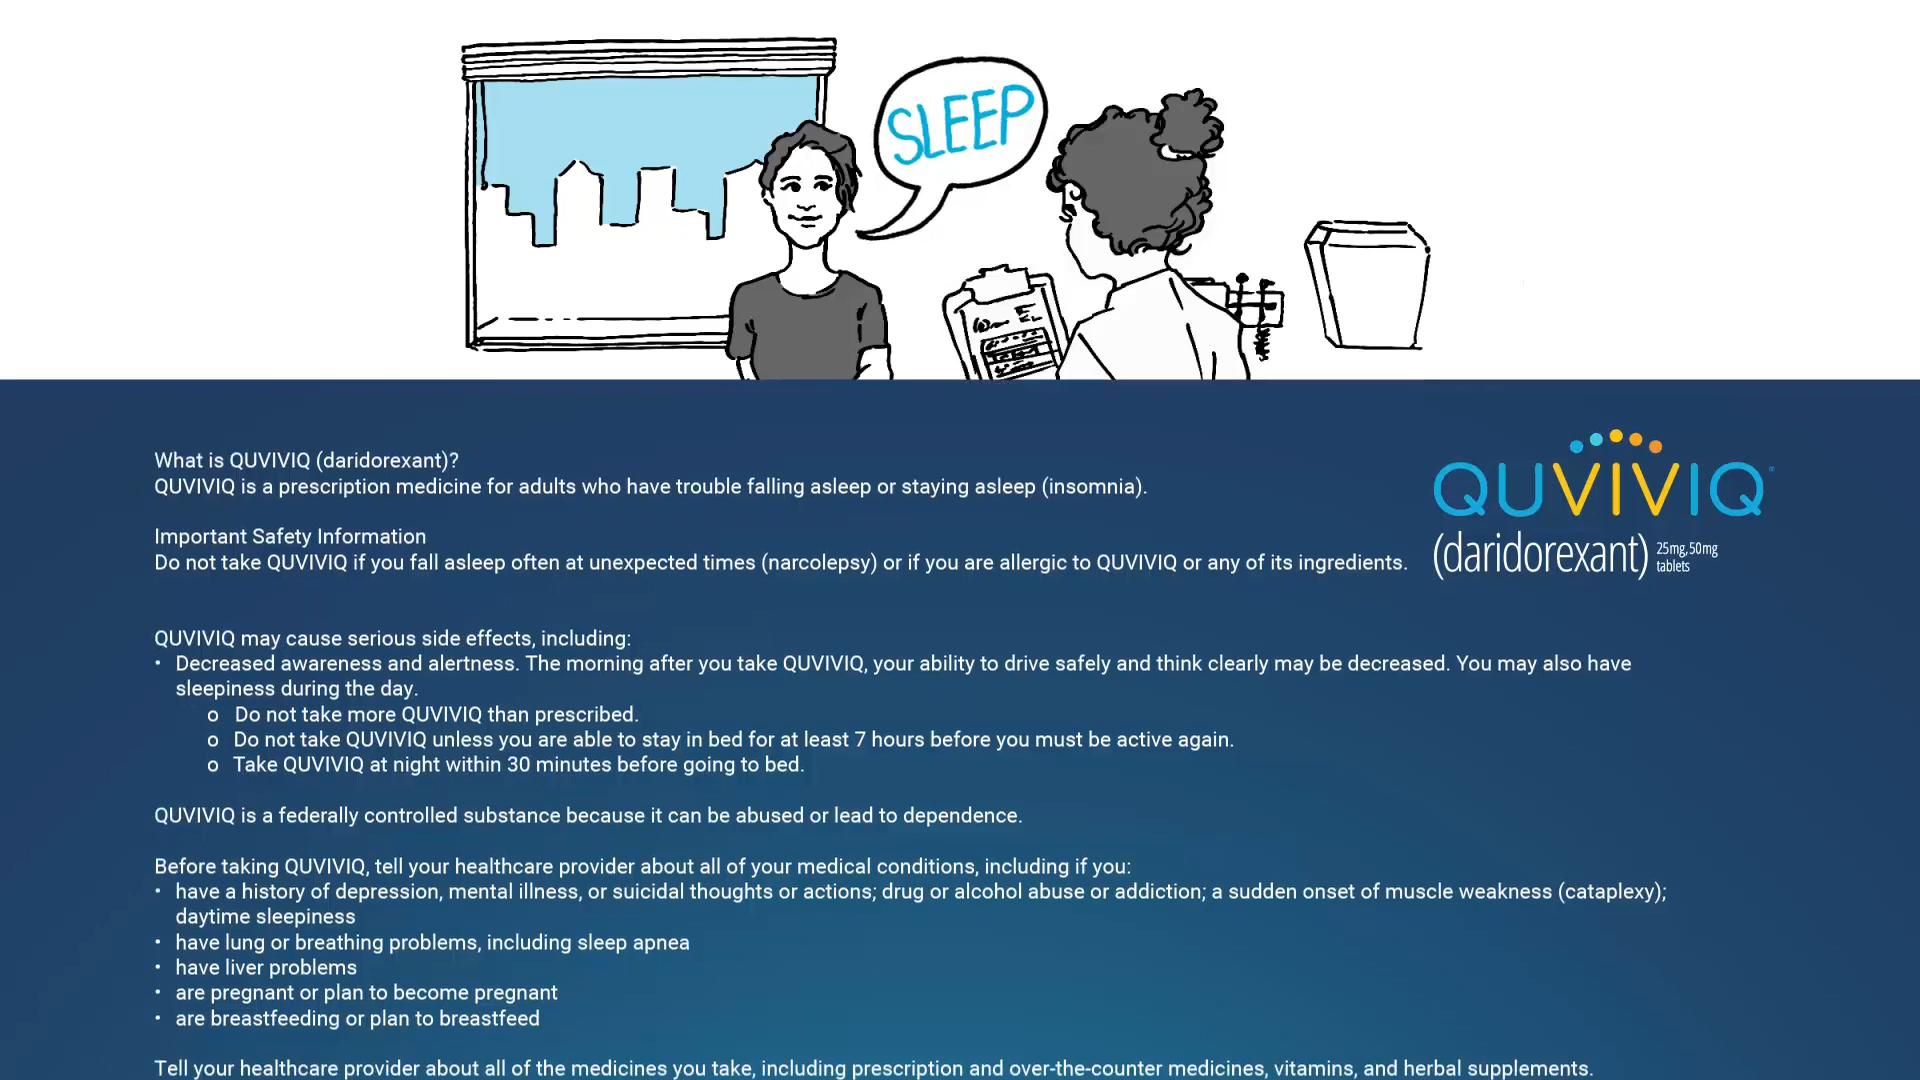 SLEEP
What is QUVIVIQ (daridorexant)?
QUVIVIQ is a prescription medicine for adults who have trouble falling asleep or staying asleep (insomnia).
QUVIVIQ
(daridorexant) 25mg, 50mg
tablets
Important Safety Information
Do not take QUVIVIQ if you fall asleep often at unexpected times (narcolepsy) or if you are allergic to QUVIVIQ or any of its ingredients.
QUVIVIQ may cause serious side effects, including:
• Decreased awareness and alertness. The morning after you take QUVIVIQ, your ability to drive safely and think clearly may be decreased. You may also have
sleepiness during the day.
o Do not take more QUVIVIQ than prescribed.
o Do not take QUVIVIQ unless you are able to stay in bed for at least 7 hours before you must be active again.
o Take QUVIVIQ at night within 30 minutes before going to bed.
QUVIVIQ is a federally controlled substance because it can be abused or lead to dependence.
Before taking QUVIVIQ, tell your healthcare provider about all of your medical conditions, including if you:
• have a history of depression, mental illness, or suicidal thoughts or actions; drug or alcohol abuse or addiction; a sudden onset of muscle weakness (cataplexy);
daytime sleepiness
• have lung or breathing problems, including sleep apnea
• have liver problems
• are pregnant or plan to become pregnant
• are breastfeeding or plan to breastfeed
Tell your healthcare provider about all of the medicines you take, including prescription and over-the-counter medicines, vitamins, and herbal supplements.